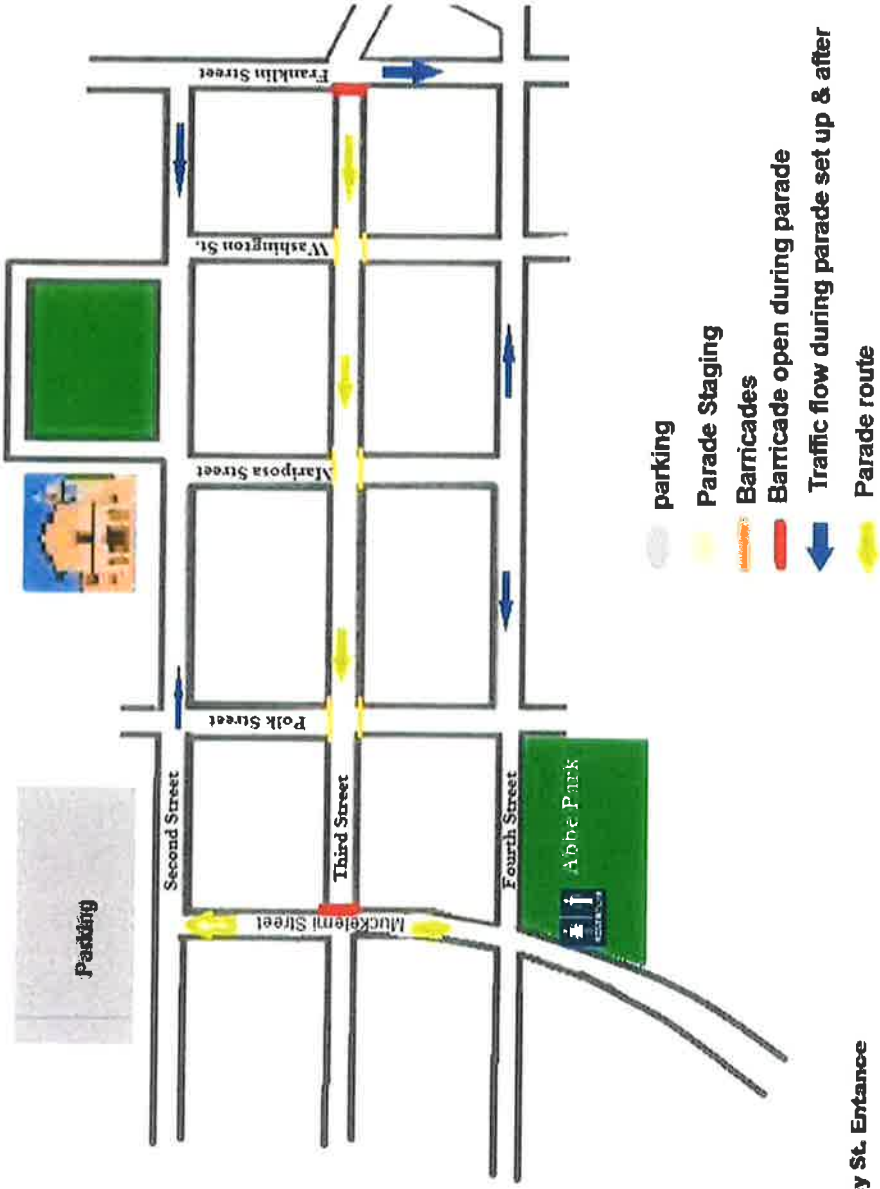 Parking
Second Street
Third Street
Fourth Street
Muckelemi Street
Polk Street
Mariposa Street
Washington St.
Franklin Street
Abbe Park
parking
Parade Staging
Barricades
Barricade open during parade
Traffic flow during parade set up & after
Parade route
y St. Entance